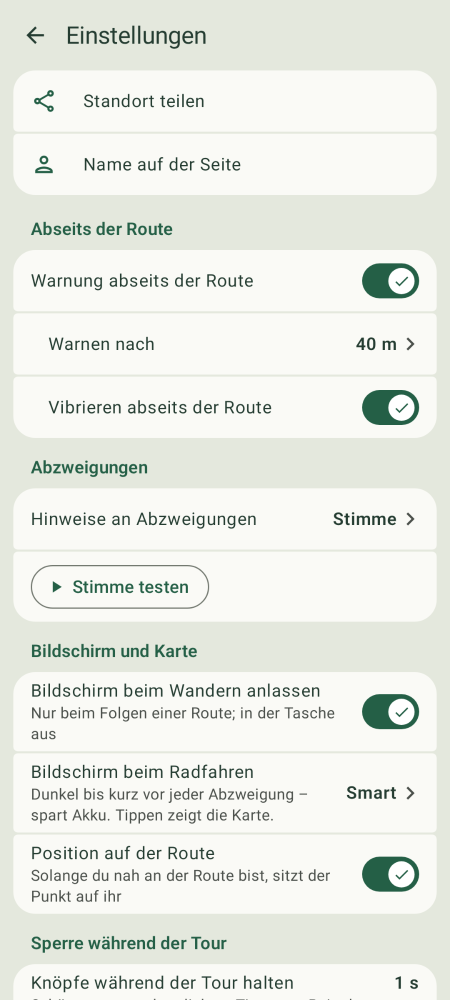 Einstellungen
Standort teilen
Name auf der Seite
Abseits der Route
Warnung abseits der Route
Warnen nach 40 m
Vibrieren abseits der Route
Abzweigungen
Hinweise an Abzweigungen Stimme
Stimme testen
Bildschirm und Karte
Bildschirm beim Wandern anlassen
Nur beim Folgen einer Route; in der Tasche
aus
Bildschirm beim Radfahren
Dunkel bis kurz vor jeder Abzweigung –
spart Akku. Tippen zeigt die Karte.
Smart
Position auf der Route
Solange du nah an der Route bist, sitzt der
Punkt auf ihr
Sperre während der Tour
Knöpfe während der Tour halten 1 s